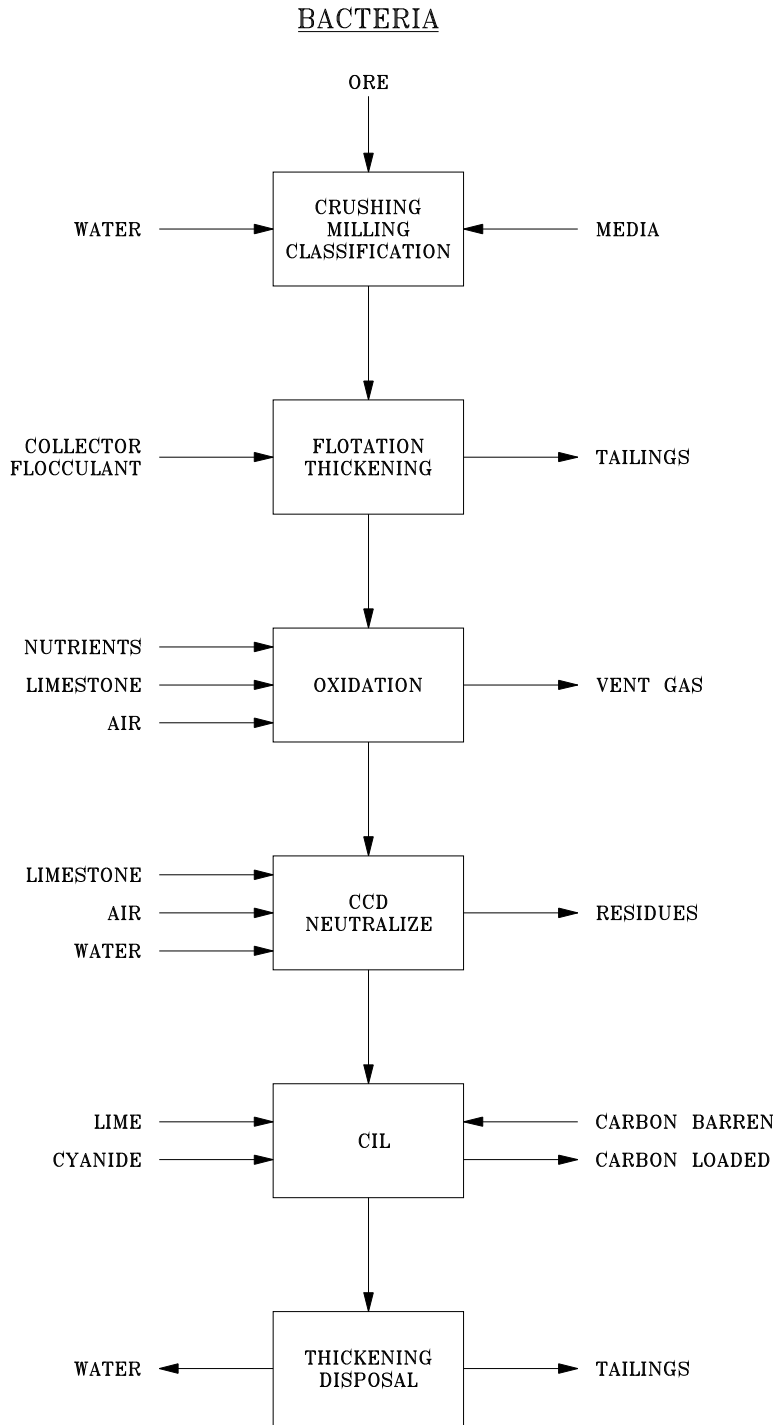 BACTERIA
ORE
WATER
CRUSHING
MILLING
CLASSIFICATION
MEDIA
COLLECTOR
FLOCCULANT
FLOTATION
THICKENING
TAILINGS
NUTRIENTS
LIMESTONE
AIR
OXIDATION
VENT GAS
LIMESTONE
AIR
WATER
CCD
NEUTRALIZE
RESIDUES
LIME
CYANIDE
CIL
CARBON BARREN
CARBON LOADED
WATER
THICKENING
DISPOSAL
TAILINGS